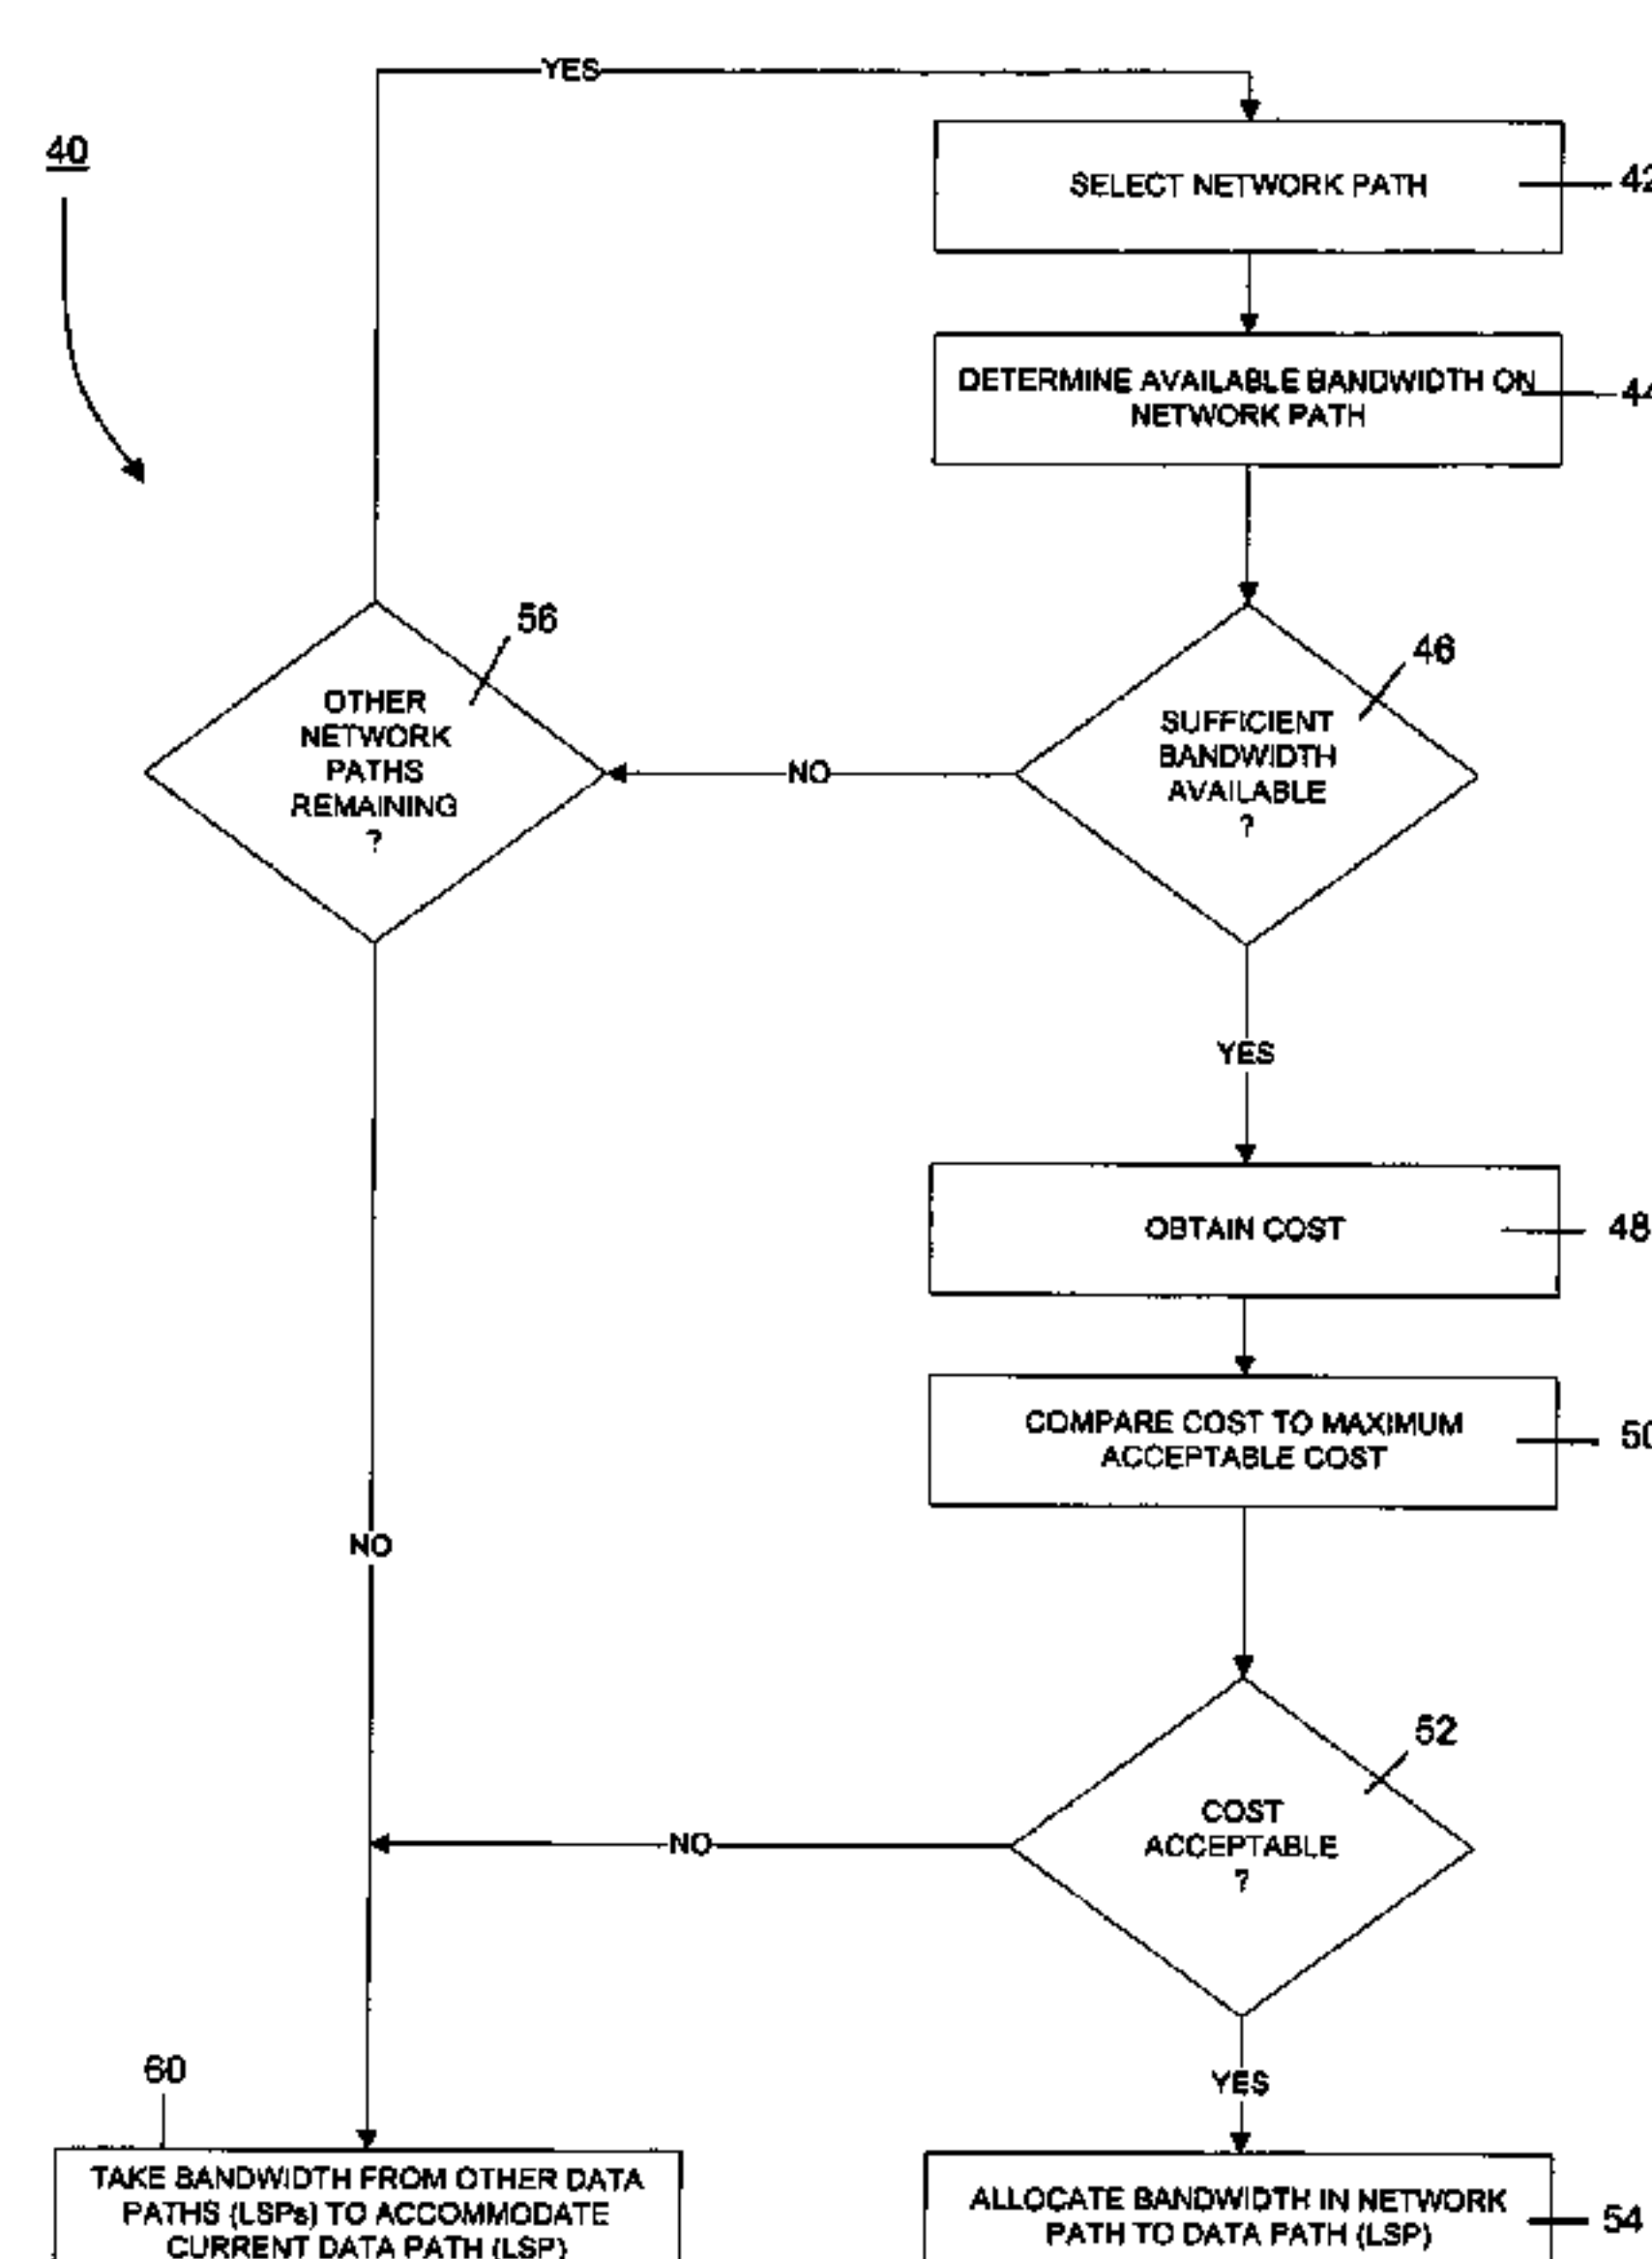 YES
40
SELECT NETWORK PATH
42
DETERMINE AVAILABLE BANDWIDTH ON
NETWORK PATH
44
56
OTHER
NETWORK
PATHS
REMAINING
?
46
SUFFICIENT
BANDWIDTH
AVAILABLE
?
NO
YES
OBTAIN COST
48
COMPARE COST TO MAXIMUM
ACCEPTABLE COST
50
NO
52
COST
ACCEPTABLE
?
NO
YES
60
TAKE BANDWIDTH FROM OTHER DATA
PATHS (LSPs) TO ACCOMMODATE
CURRENT DATA PATH (LSP)
ALLOCATE BANDWIDTH IN NETWORK
PATH TO DATA PATH (LSP)
54